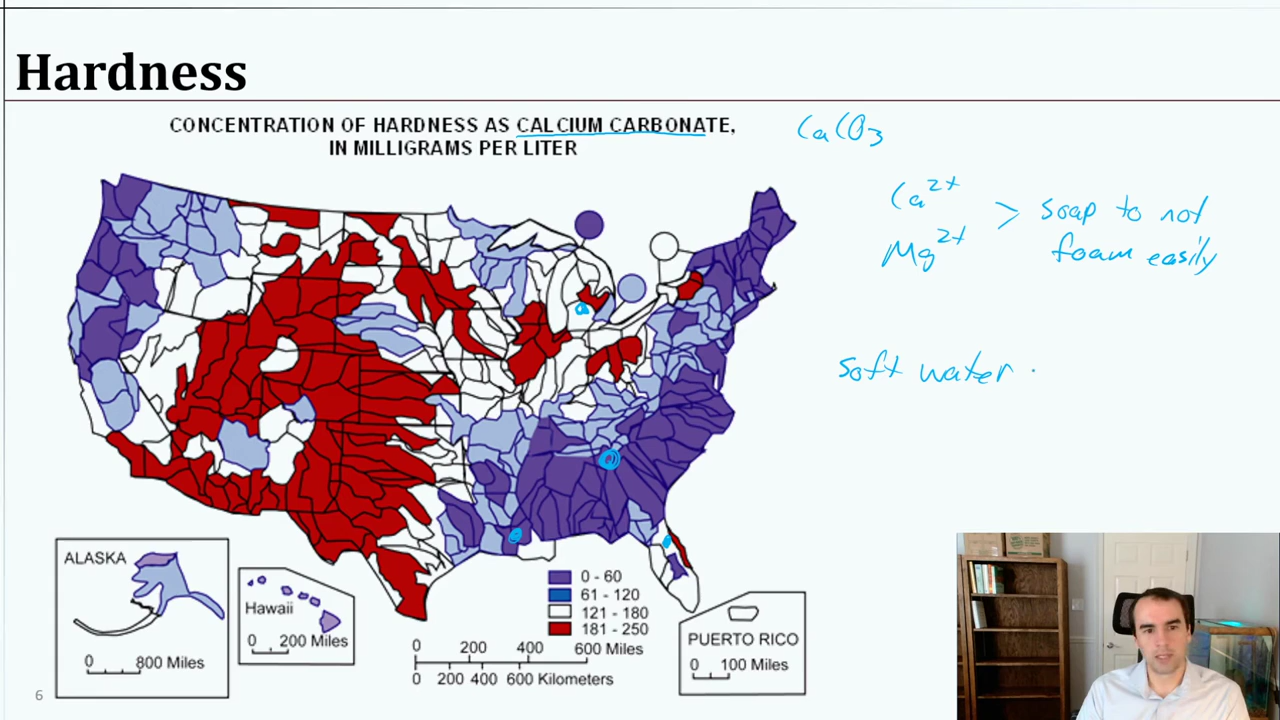 Hardness
CONCENTRATION OF HARDNESS AS CALCIUM CARBONATE,
IN MILLIGRAMS PER LITER
CaCO3
Ca2+
Mg2+
> soap to not
foam easily
soft water .
ALASKA
0 800 Miles
Hawaii
0 200 Miles
0 - 60
61 - 120
121 - 180
181 - 250
0 200 400 600 Miles
0 200 400 600 Kilometers
PUERTO RICO
0 100 Miles
6